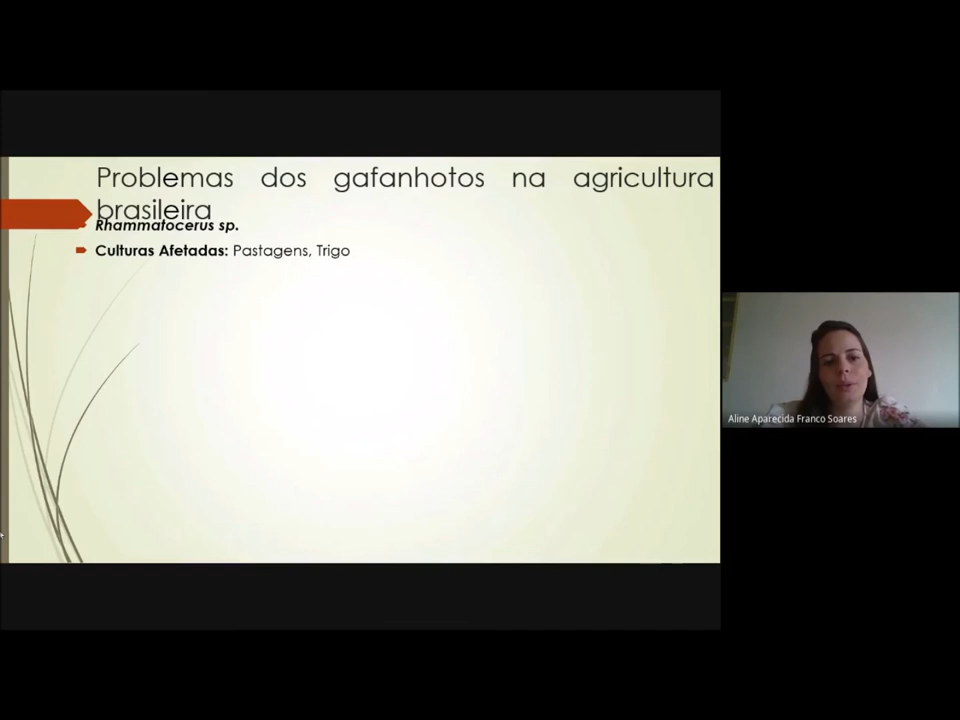 Problemas dos gafanhotos na agricultura
brasileira
Rhammatocerus sp.
Culturas Afetadas: Pastagens, Trigo
Aline Aparecida Franco Soares